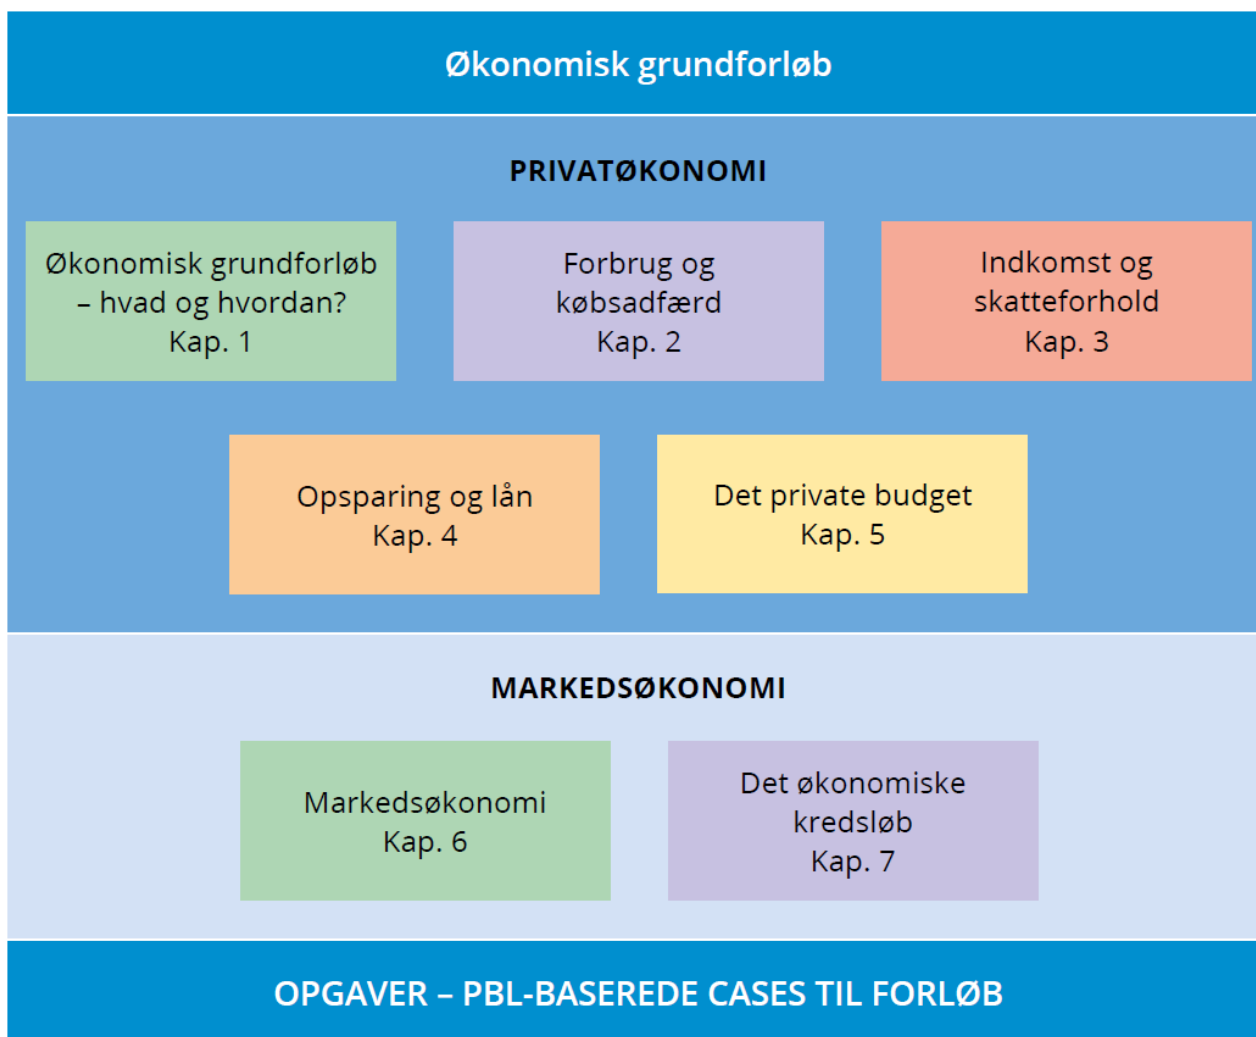 Økonomisk grundforløb
PRIVATØKONOMI
Økonomisk grundforløb
– hvad og hvordan?
Kap. 1
Forbrug og
købsadfærd
Kap. 2
Indkomst og
skatteforhold
Kap. 3
Opsparing og lån
Kap. 4
Det private budget
Kap. 5
MARKEDSØKONOMI
Markedsøkonomi
Kap. 6
Det økonomiske
kredsløb
Kap. 7
OPGAVER – PBL-BASEREDE CASES TIL FORLØB